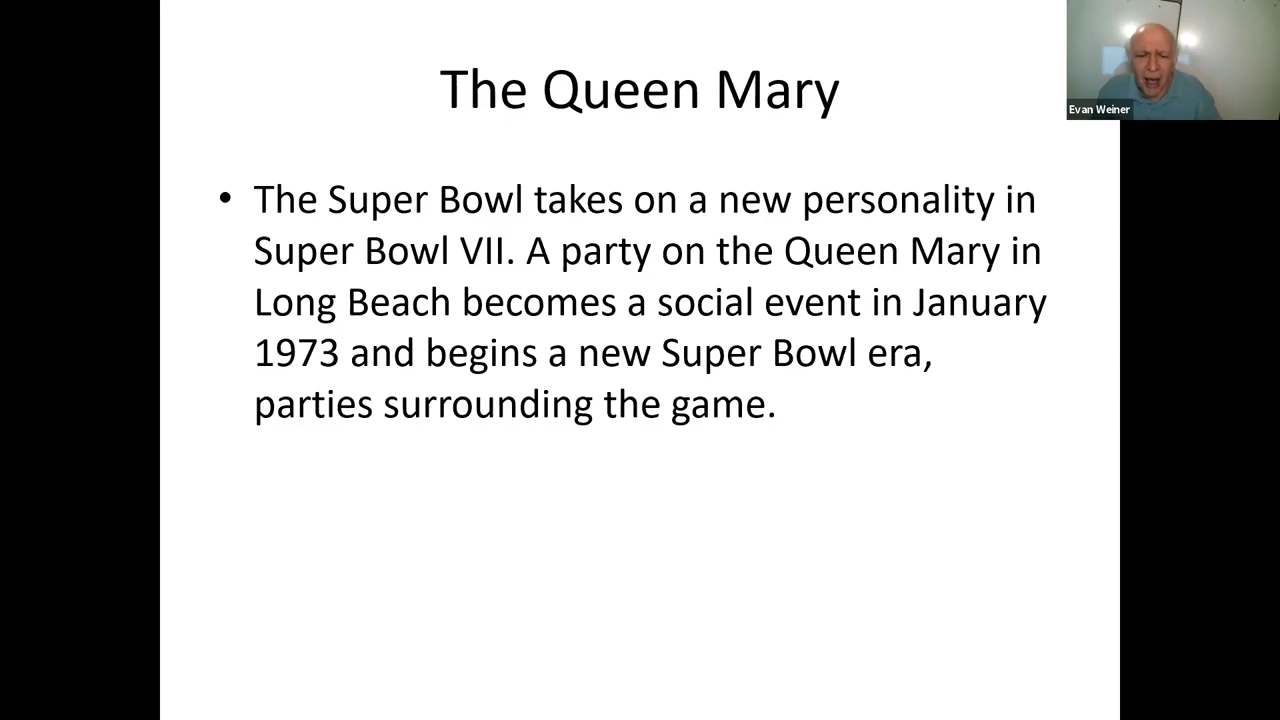 The Queen Mary
Evan Weiner
• The Super Bowl takes on a new personality in
Super Bowl VII. A party on the Queen Mary in
Long Beach becomes a social event in January
1973 and begins a new Super Bowl era,
parties surrounding the game.